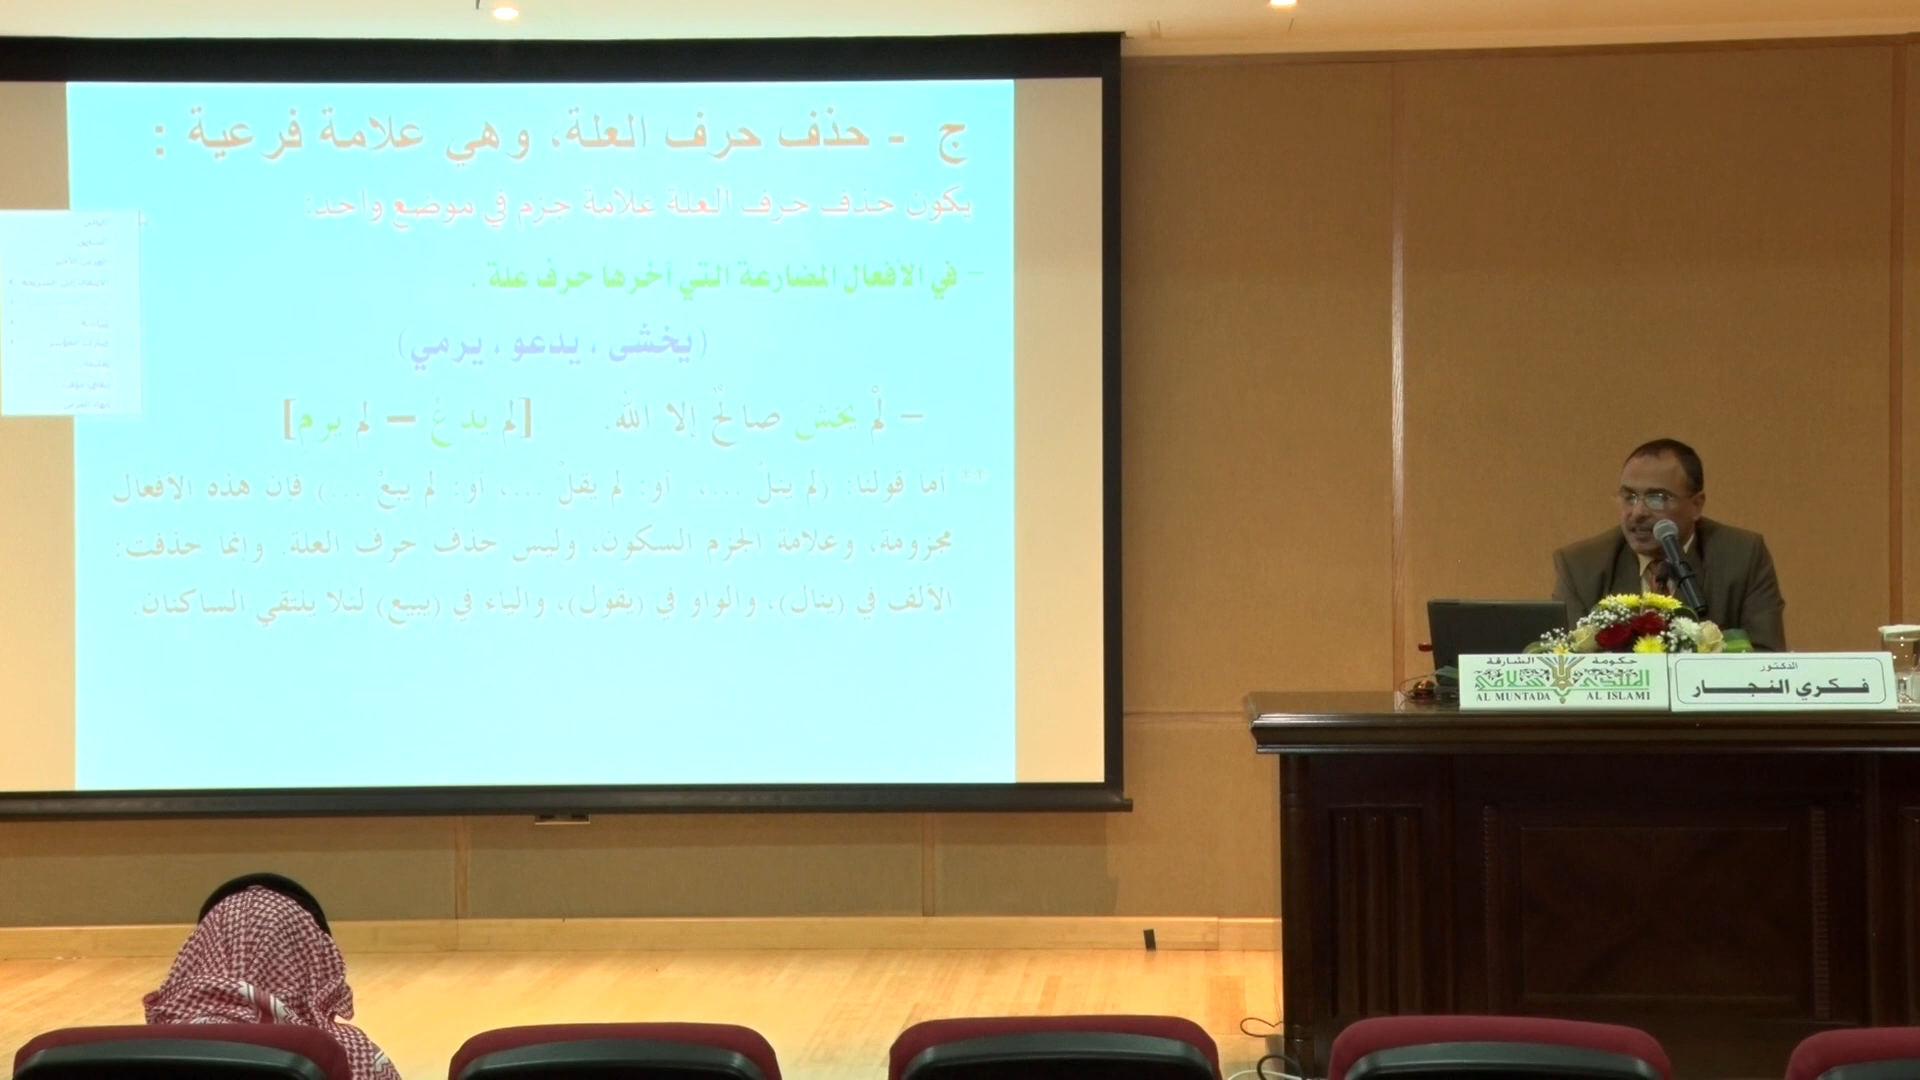 ج - حذف حرف العلة، وهي علامة فرعية :
يكون حذف حرف العلة علامة جزم في موضع واحد:
– في الأفعال المضارعة التي آخرها حرف علة .
(يخشى ، يدعو ، يرمي)
– لمْ يخش صالحٌ إلا الله. [لم يدعُ – لم يرمِ]
أما قولنا: (لم ينلْ ....، أو: لم يقلْ ...، أو: لم يبعْ ...) فإن هذه الأفعال
مجزومة، وعلامة الجزم السكون، وليس حذف حرف العلة. وإنما حذفت:
الألف في (ينال)، والواو في (يقول)، والياء في (يبيع) لئلا يلتقي الساكنان.
التالي
السابق
حكومة الشارقة
المنتدى الإسلامي
AL MUNTADA AL ISLAMI
الدكتور
فكري النجار